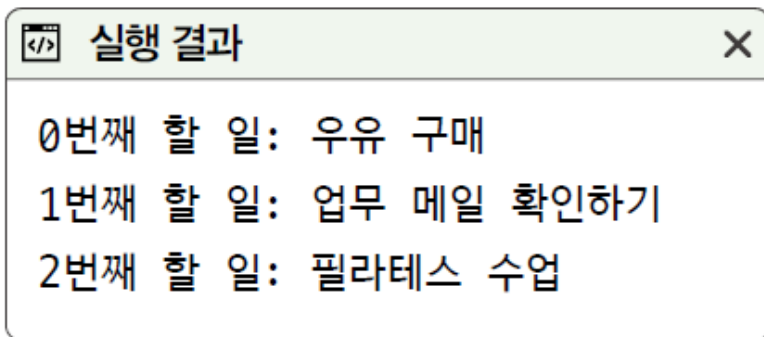 </> 실행 결과 ×
0번째 할 일: 우유 구매
1번째 할 일: 업무 메일 확인하기
2번째 할 일: 필라테스 수업